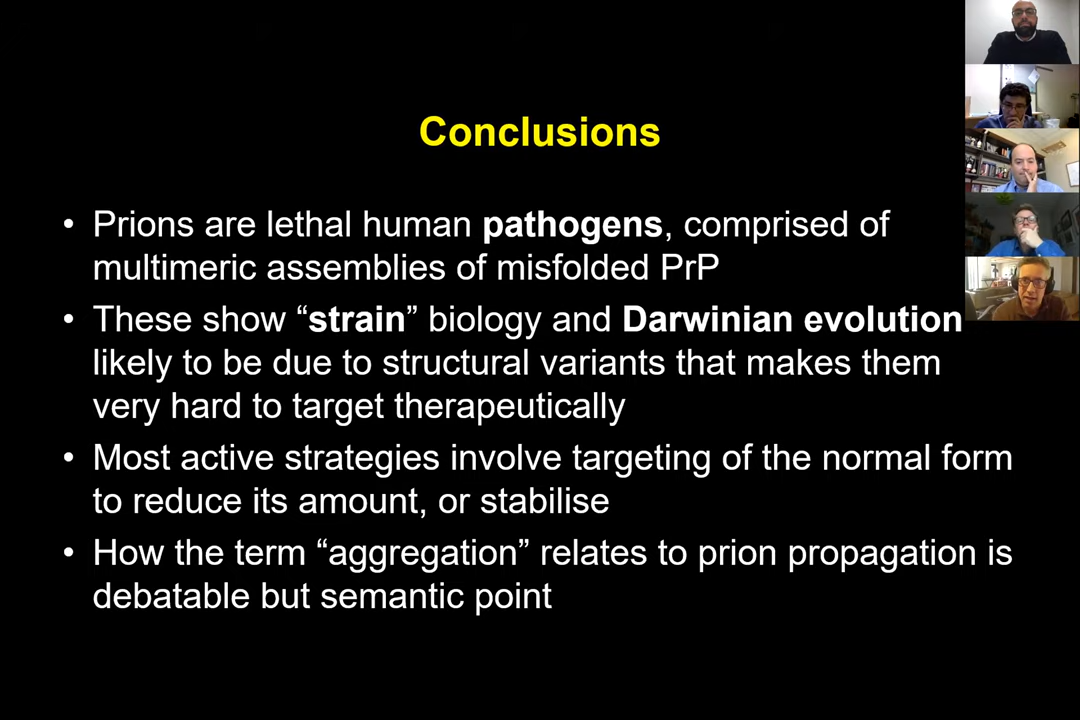 Conclusions
• Prions are lethal human pathogens, comprised of
multimeric assemblies of misfolded PrP
• These show “strain” biology and Darwinian evolution
likely to be due to structural variants that makes them
very hard to target therapeutically
• Most active strategies involve targeting of the normal form
to reduce its amount, or stabilise
• How the term “aggregation” relates to prion propagation is
debatable but semantic point